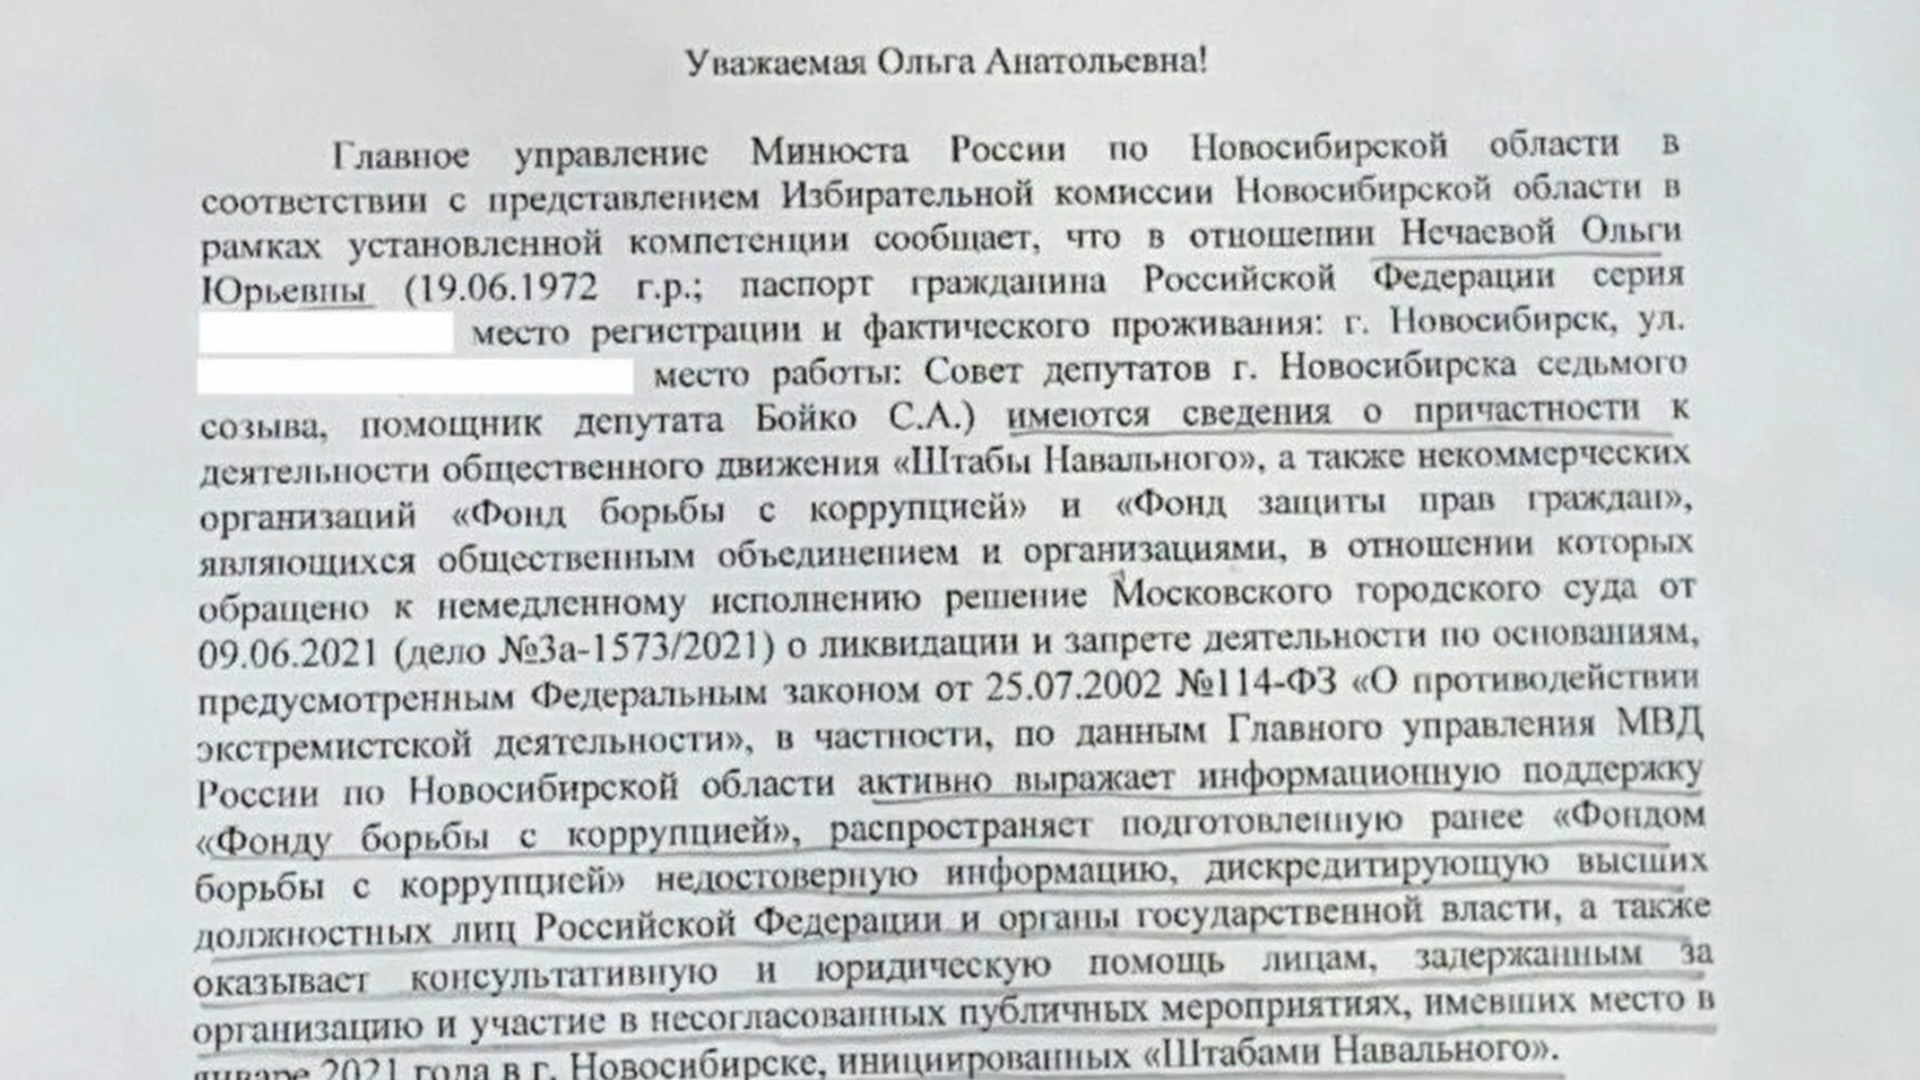 Уважаемая Ольга Анатольевна!
Главное управление Минюста России по Новосибирской области в
соответствии с представлением Избирательной комиссии Новосибирской области в
рамках установленной компетенции сообщает, что в отношении Нечаевой Ольги
Юрьевны (19.06.1972 г.р.; паспорт гражданина Российской Федерации серия
место регистрации и фактического проживания: г. Новосибирск, ул.
место работы: Совет депутатов г. Новосибирска седьмого
созыва, помощник депутата Бойко С.А.) имеются сведения о причастности к
деятельности общественного движения «Штабы Навального», а также некоммерческих
организаций «Фонд борьбы с коррупцией» и «Фонд защиты прав граждан»,
являющихся общественным объединением и организациями, в отношении которых
обращено к немедленному исполнению решение Московского городского суда от
09.06.2021 (дело №3а-1573/2021) о ликвидации и запрете деятельности по основаниям,
предусмотренным Федеральным законом от 25.07.2002 №114-ФЗ «О противодействии
экстремистской деятельности», в частности, по данным Главного управления МВД
России по Новосибирской области активно выражает информационную поддержку
«Фонду борьбы с коррупцией», распространяет подготовленную ранее «Фондом
борьбы с коррупцией» недостоверную информацию, дискредитирующую высших
должностных лиц Российской Федерации и органы государственной власти, а также
оказывает консультативную и юридическую помощь лицам, задержанным за
организацию и участие в несогласованных публичных мероприятиях, имевших место в
январе 2021 года в г. Новосибирске, инициированных «Штабами Навального».